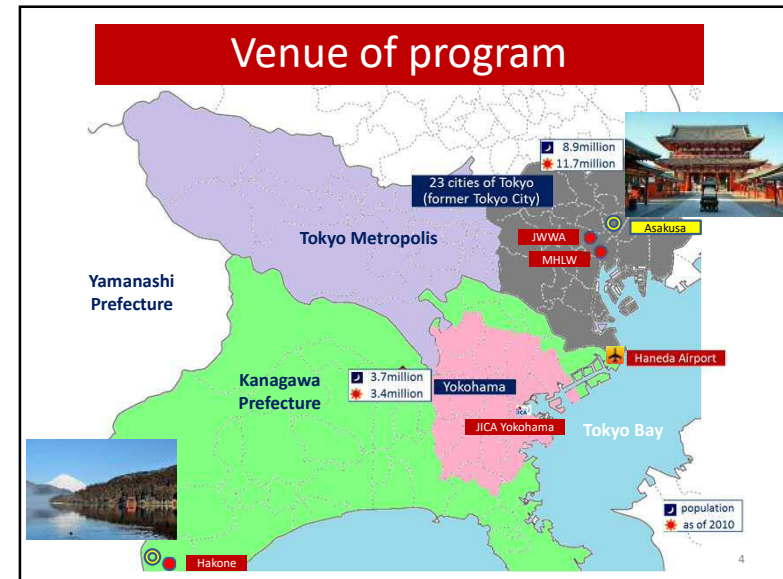 Venue of program
8.9million
11.7million
23 cities of Tokyo
(former Tokyo City)
Asakusa
JWWA
MHLW
Tokyo Metropolis
Yamanashi
Prefecture
Haneda Airport
3.7million
3.4million
Yokohama
Kanagawa
Prefecture
JICA
JICA Yokohama
Tokyo Bay
population
as of 2010
Hakone
4